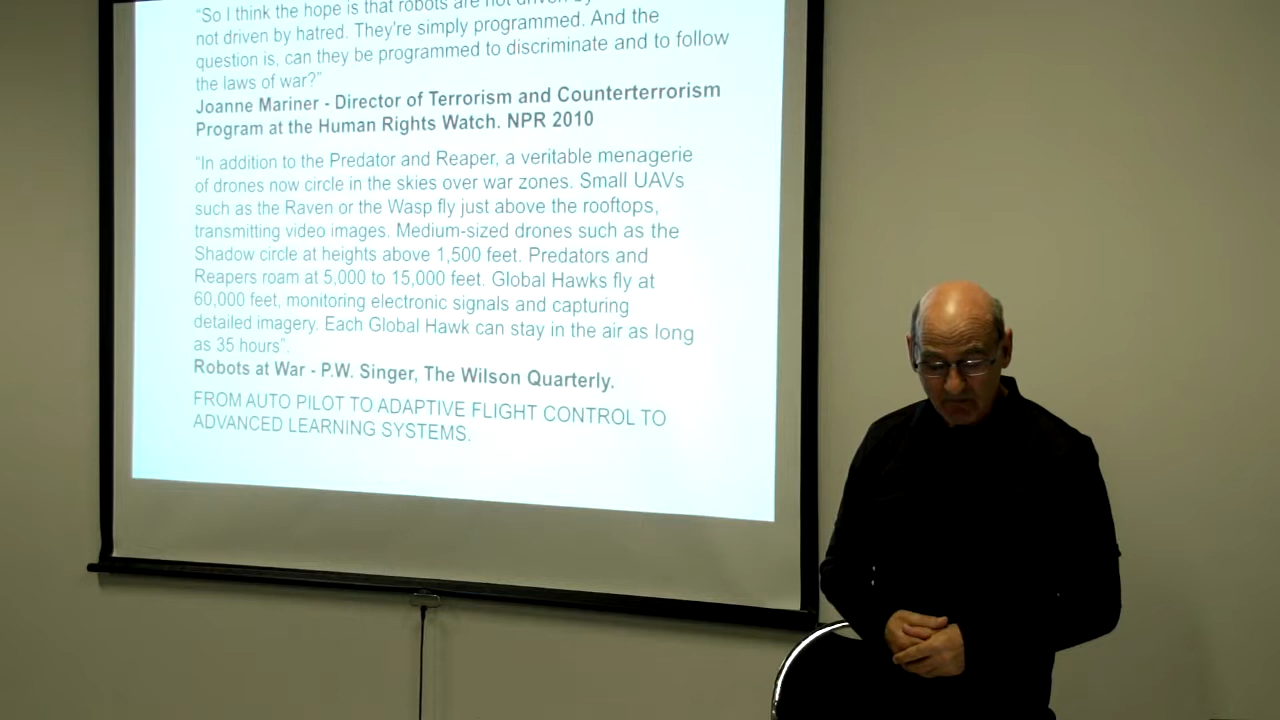 “So I think the hope is that robots are not driven by
not driven by hatred. They're simply programmed. And the
question is, can they be programmed to discriminate and to follow
the laws of war?”
Joanne Mariner - Director of Terrorism and Counterterrorism
Program at the Human Rights Watch. NPR 2010
“In addition to the Predator and Reaper, a veritable menagerie
of drones now circle in the skies over war zones. Small UAVs
such as the Raven or the Wasp fly just above the rooftops,
transmitting video images. Medium-sized drones such as the
Shadow circle at heights above 1,500 feet. Predators and
Reapers roam at 5,000 to 15,000 feet. Global Hawks fly at
60,000 feet, monitoring electronic signals and capturing
detailed imagery. Each Global Hawk can stay in the air as long
as 35 hours”.
Robots at War - P.W. Singer, The Wilson Quarterly.
FROM AUTO PILOT TO ADAPTIVE FLIGHT CONTROL TO
ADVANCED LEARNING SYSTEMS.